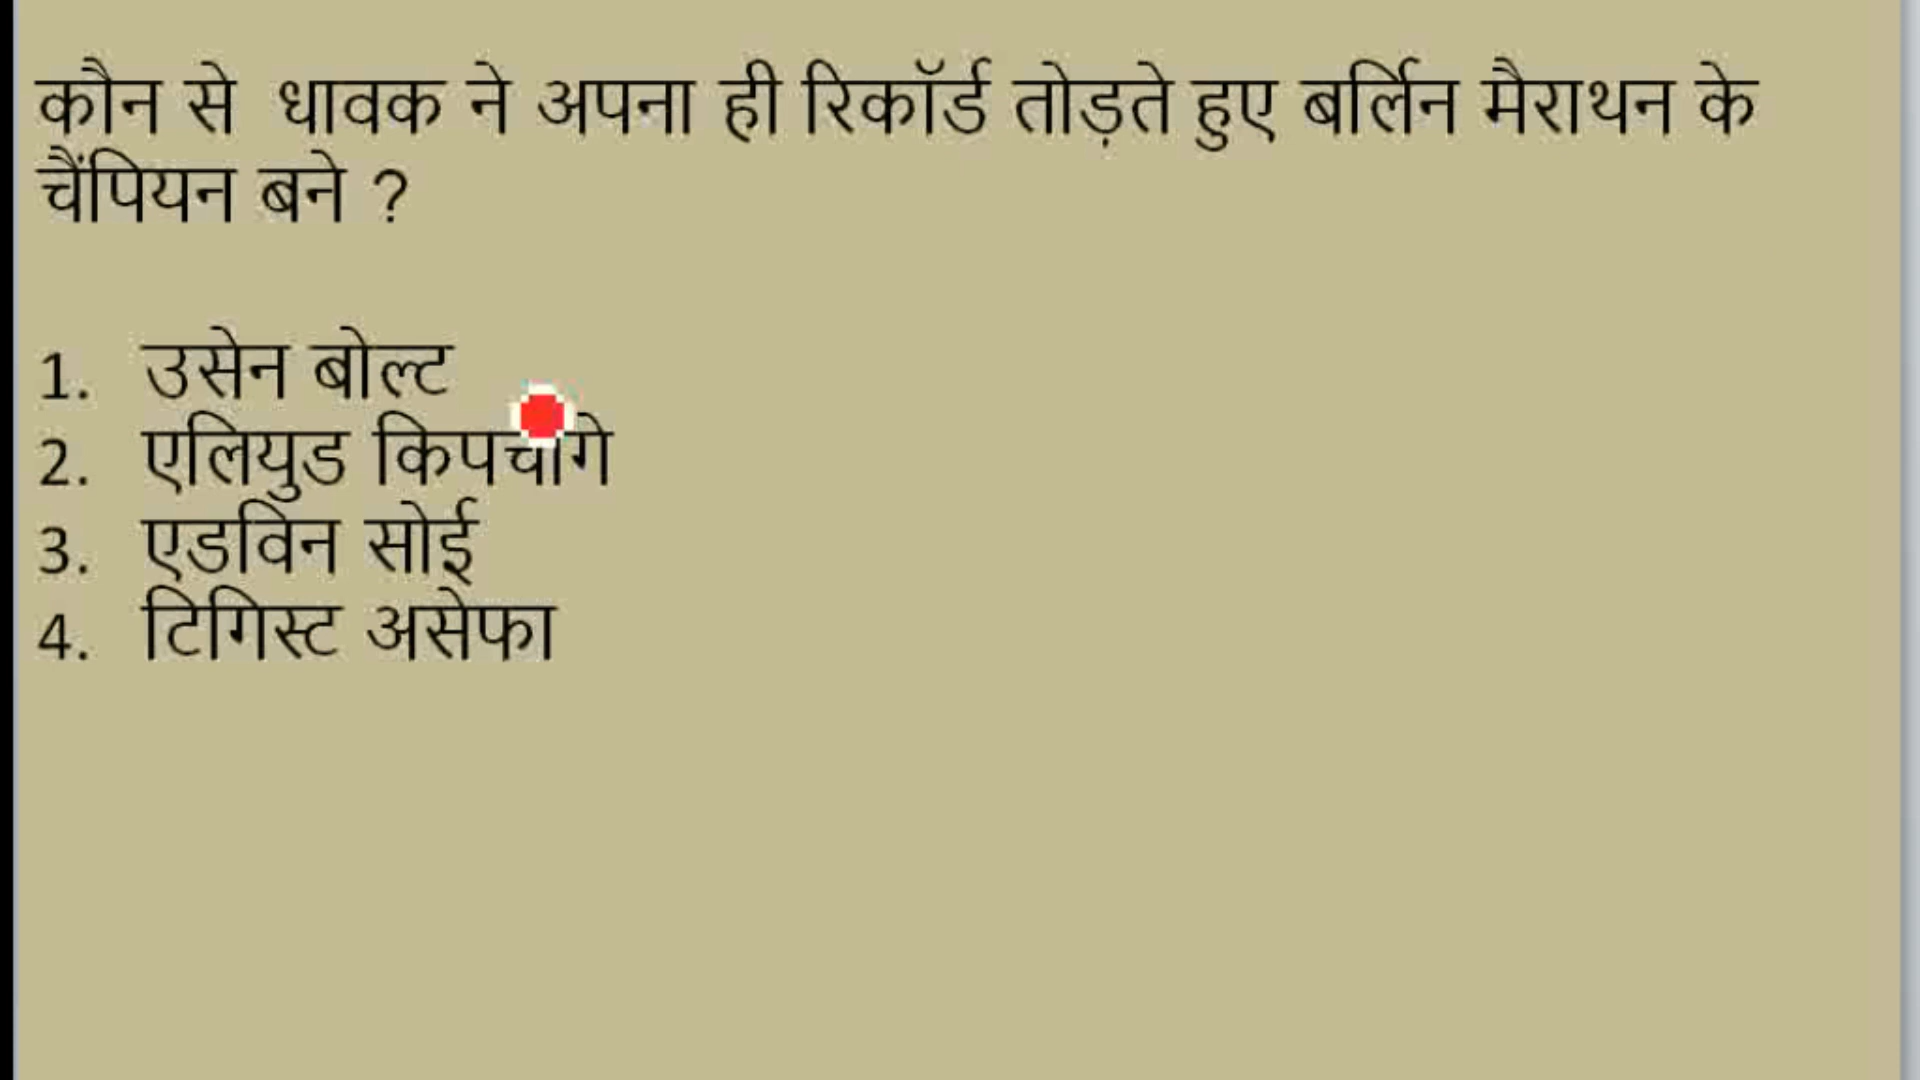 कौन से धावक ने अपना ही रिकॉर्ड तोड़ते हुए बर्लिन मैराथन के
चैंपियन बने ?
1. उसेन बोल्ट
2. एलियुड किपचोगे
3. एडविन सोई
4. टिगिस्ट असेफा